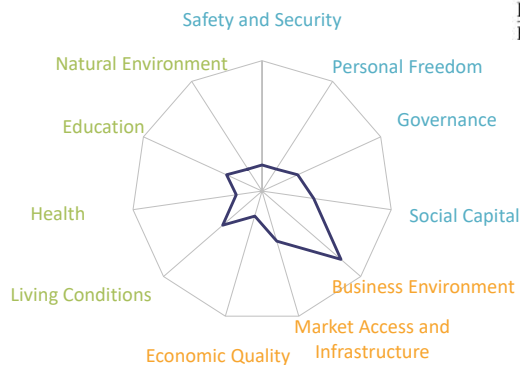 Safety and Security
Natural Environment
Personal Freedom
Education
Governance
Health
Social Capital
Living Conditions
Business Environment
Market Access and
Infrastructure
Economic Quality